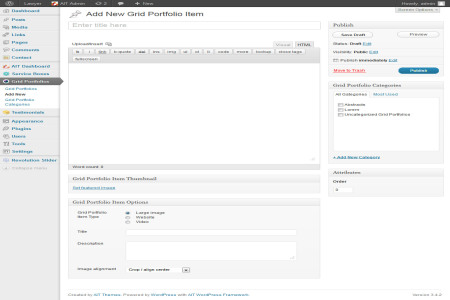 Lawyer AIT Admin 0 + New
Howdy, admin
Screen Options
Dashboard
Posts
Media
Links
Pages
Comments
Contact
AIT Dashboard
Service Boxes
Grid Portfolios
Grid Portfolios
Add New
Grid Portfolio
Categories
Testimonials
Appearance
Plugins
Users
Tools
Settings
Revolution Slider
Collapse menu
Add New Grid Portfolio Item
Enter title here
Upload/Insert
Visual HTML
b i link b-quote del ins img ul ol li code more lookup close tags
fullscreen
Word count: 0
Grid Portfolio Item Thumbnail
Set featured image
Grid Portfolio Item Options
Grid Portfolio
Item Type
Large image
Website
Video
Title
Description
Image alignment
Crop / align center
Publish
Save Draft Preview
Status: Draft Edit
Visibility: Public Edit
Publish immediately Edit
Move to Trash Publish
Grid Portfolio Categories
All Categories Most Used
Abstracts
Lorem
Uncategorised Grid Portfolios
+ Add New Category
Attributes
Order
Created by AIT Themes. Powered by WordPress with AIT WordPress Framework.